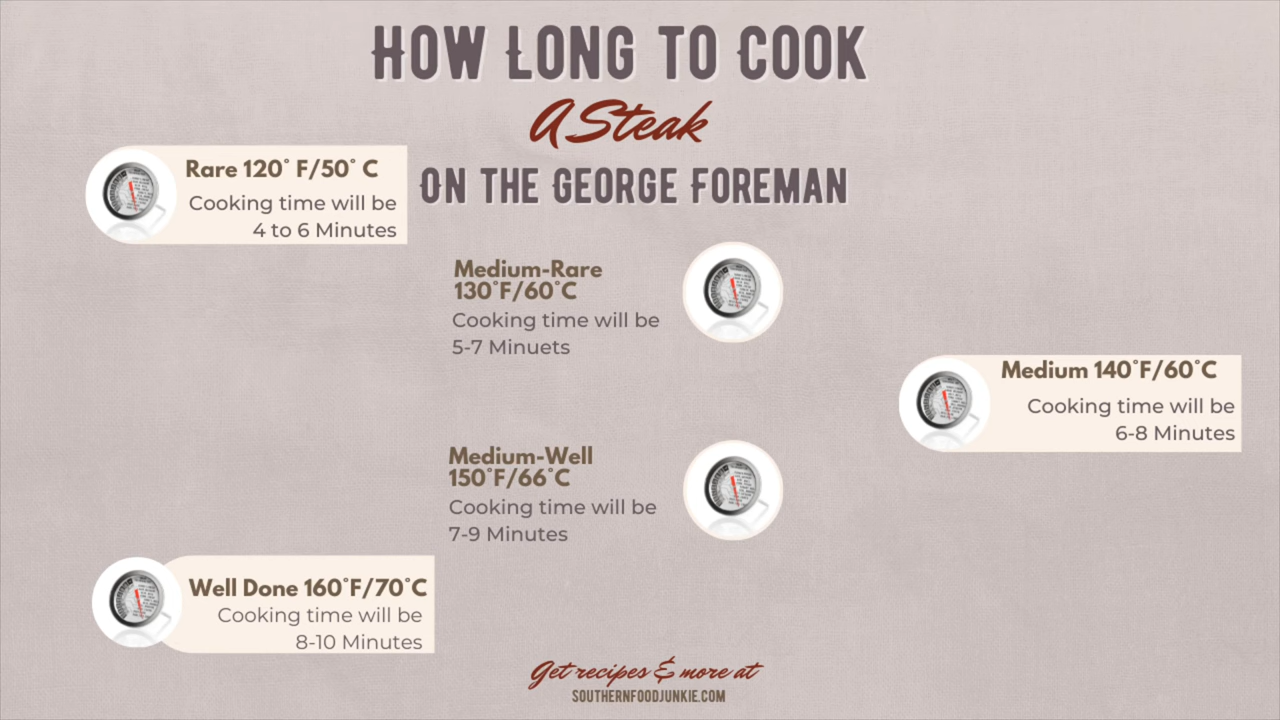 How Long to Cook
A Steak
On the George Foreman
Rare 120° F/50° C
Cooking time will be
4 to 6 Minutes
Medium-Rare
130°F/60°C
Cooking time will be
5-7 Minuets
Medium 140°F/60°C
Cooking time will be
6-8 Minutes
Medium-Well
150°F/66°C
Cooking time will be
7-9 Minutes
Well Done 160°F/70°C
Cooking time will be
8-10 Minutes
Get recipes & more at
SOUTHERNFOODJUNKIE.COM